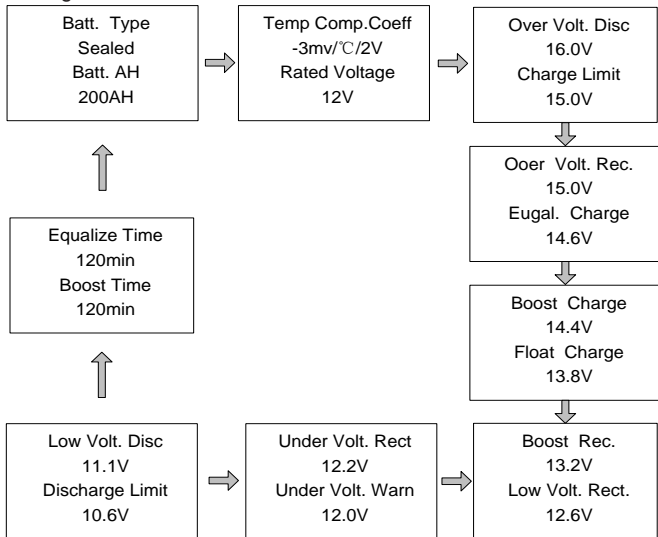 Batt. Type
Sealed
Batt. AH
200AH
Temp Comp.Coeff
-3mv/℃/2V
Rated Voltage
12V
Over Volt. Disc
16.0V
Charge Limit
15.0V
Ooer Volt. Rec.
15.0V
Eugal. Charge
14.6V
Boost Charge
14.4V
Float Charge
13.8V
Boost Rec.
13.2V
Low Volt. Rect.
12.6V
Under Volt. Rect
12.2V
Under Volt. Warn
12.0V
Low Volt. Disc
11.1V
Discharge Limit
10.6V
Equalize Time
120min
Boost Time
120min